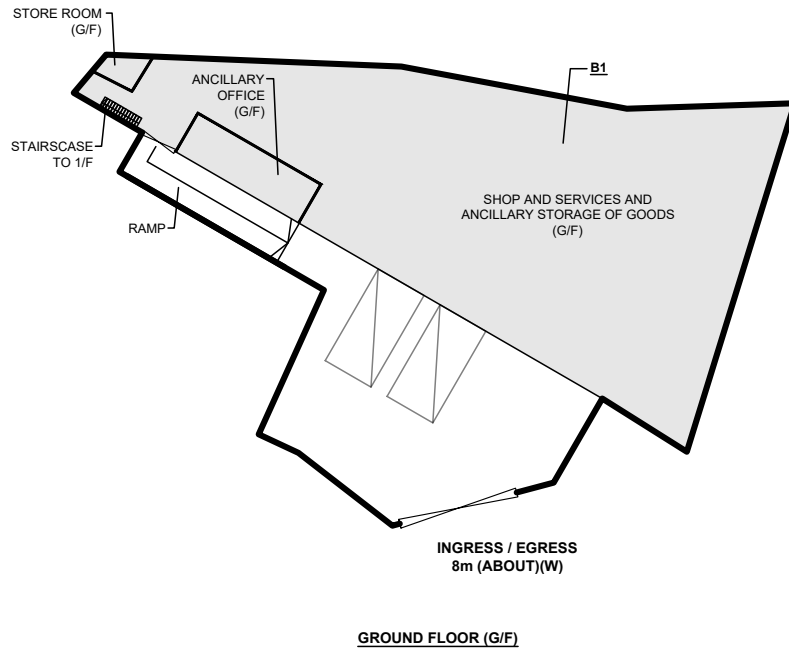 STORE ROOM
(G/F)
B1
ANCILLARY
OFFICE
(G/F)
STAIRSCASE
TO 1/F
SHOP AND SERVICES AND
ANCILLARY STORAGE OF GOODS
(G/F)
RAMP
INGRESS / EGRESS
8m (ABOUT)(W)
GROUND FLOOR (G/F)